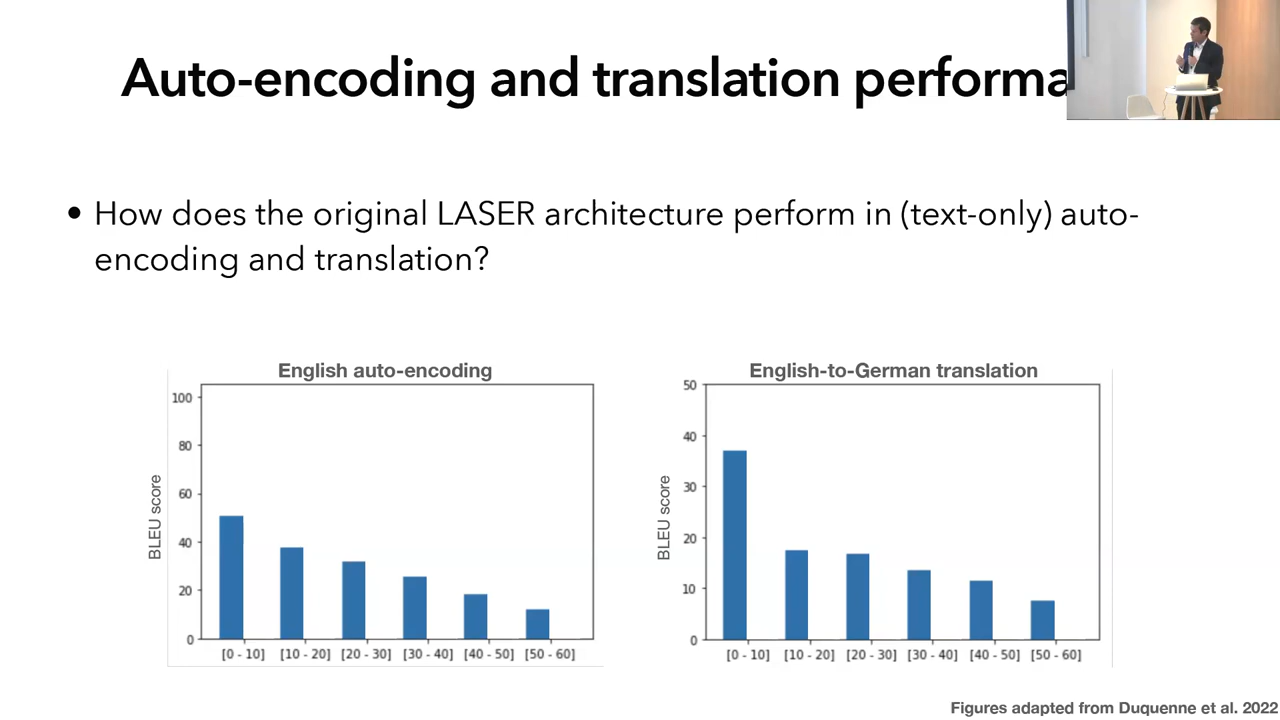 Auto-encoding and translation performa
• How does the original LASER architecture perform in (text-only) auto-
encoding and translation?
English auto-encoding
BLEU score
100
80
60
40
20
0
[0 - 10] [10 - 20] [20 - 30] [30 - 40] [40 - 50] [50 - 60]
English-to-German translation
BLEU score
50
40
30
20
10
0
[0 - 10] [10 - 20] [20 - 30] [30 - 40] [40 - 50] [50 - 60]
Figures adapted from Duquenne et al. 2022